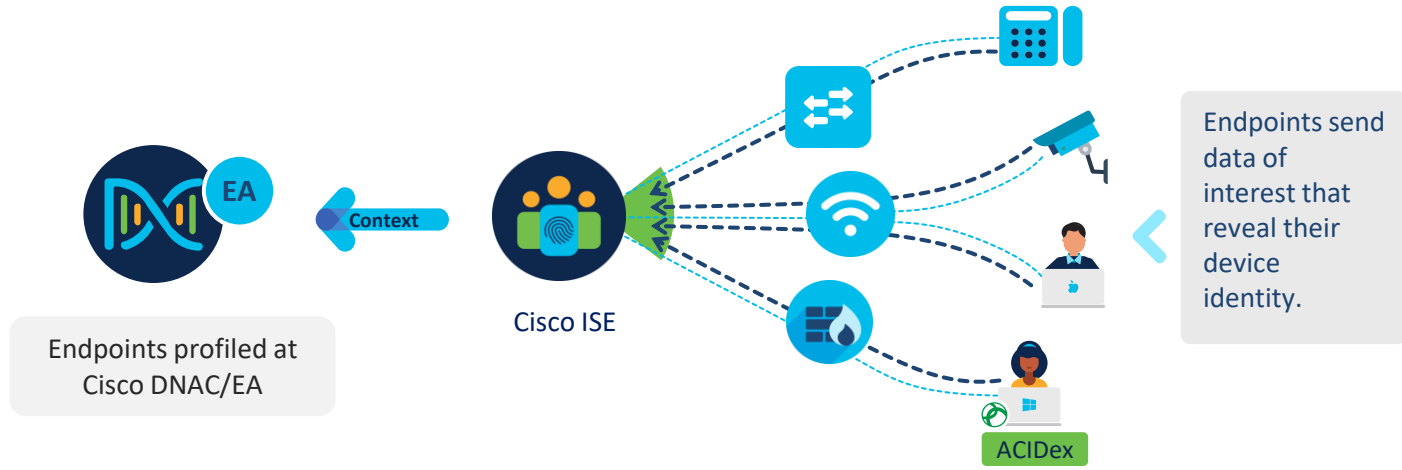 EA
Context
Endpoints profiled at
Cisco DNAC/EA
Cisco ISE
ACIDex
Endpoints send
data of
interest that
reveal their
device
identity.